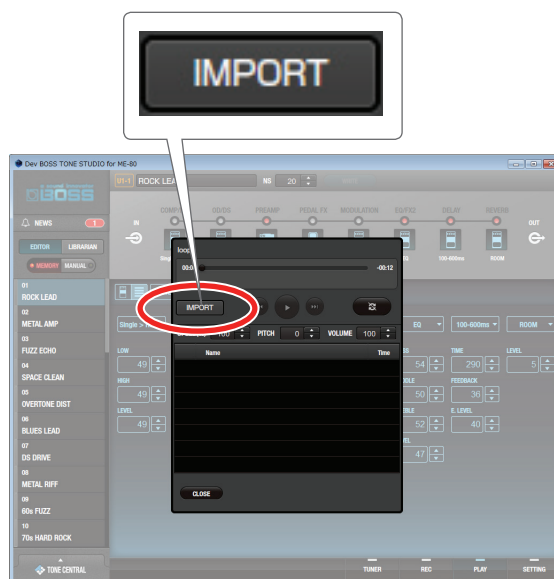 IMPORT
Dev BOSS TONE STUDIO for ME-80
BOSS
U1-1 ROCK LEA NS 20
NEWS
EDITOR LIBRARIAN
MEMORY MANUAL
COMP OD/DS PREAMP PEDAL FX MODULATION EQ/FX2 DELAY REVERB
IN OUT
100-600ms ROOM
loop
-00:12
IMPORT
PITCH 0 VOLUME 100
Name Time
CLOSE
EQ 100-600ms ROOM
LOW
49
HIGH
49
LEVEL
49
54
50
52
47
TIME
290
FEEDBACK
36
E. LEVEL
40
LEVEL
5
01
ROCK LEAD
02
METAL AMP
03
FUZZ ECHO
04
SPACE CLEAN
05
OVERTONE DIST
06
BLUES LEAD
07
DS DRIVE
08
METAL RIFF
09
60s FUZZ
10
70s HARD ROCK
TONE CENTRAL
TUNER REC PLAY SETTING